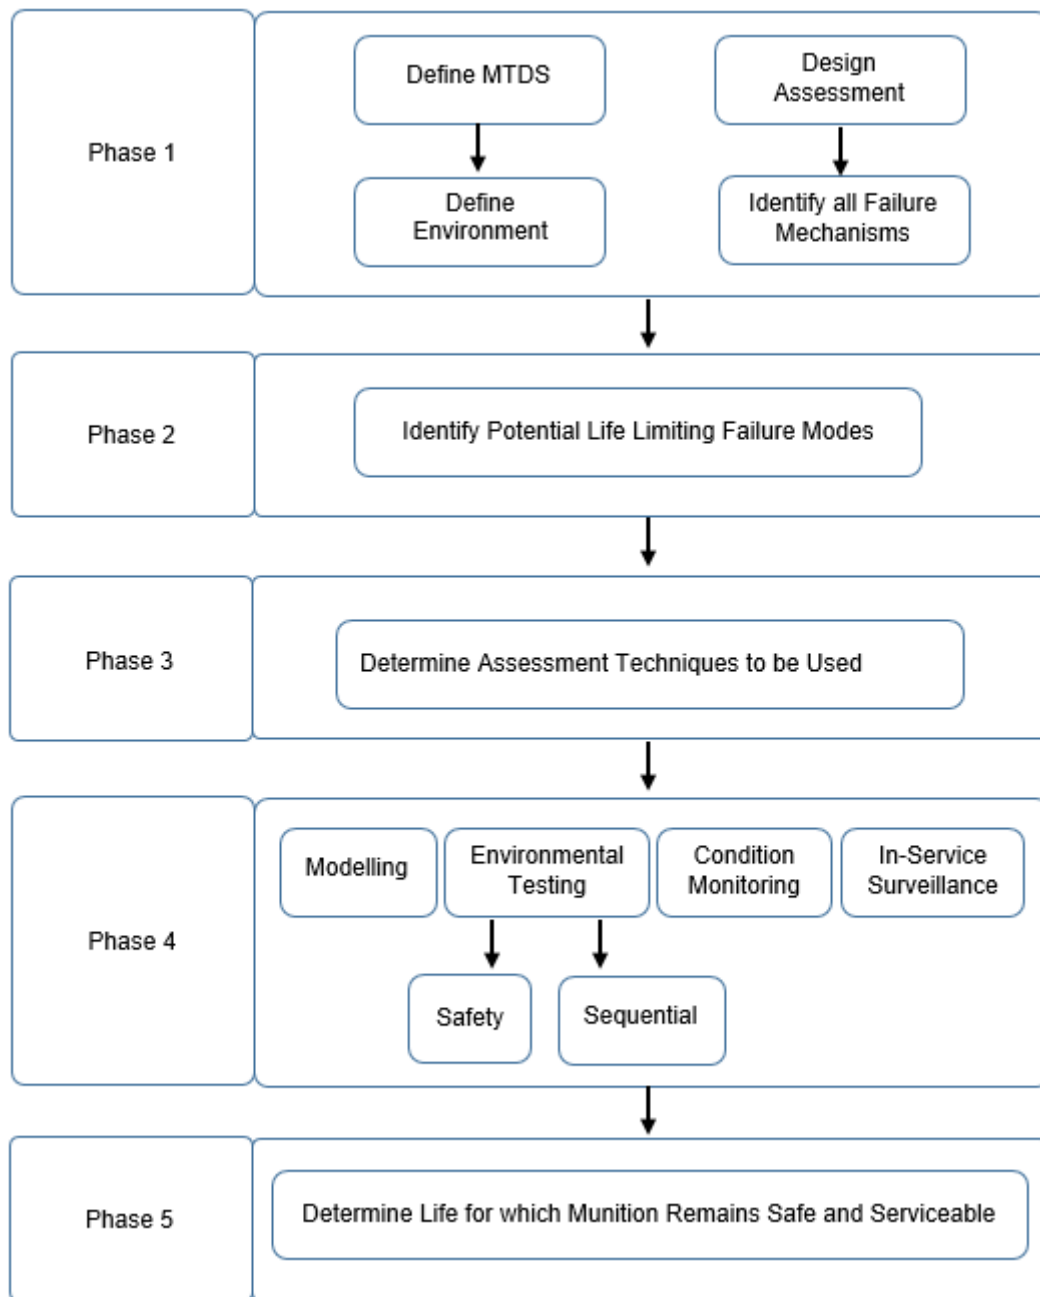 Phase 1
Define MTDS
Design
Assessment
Define
Environment
Identify all Failure
Mechanisms
Phase 2
Identify Potential Life Limiting Failure Modes
Phase 3
Determine Assessment Techniques to be Used
Phase 4
Modelling
Environmental
Testing
Condition
Monitoring
In-Service
Surveillance
Safety
Sequential
Phase 5
Determine Life for which Munition Remains Safe and Serviceable